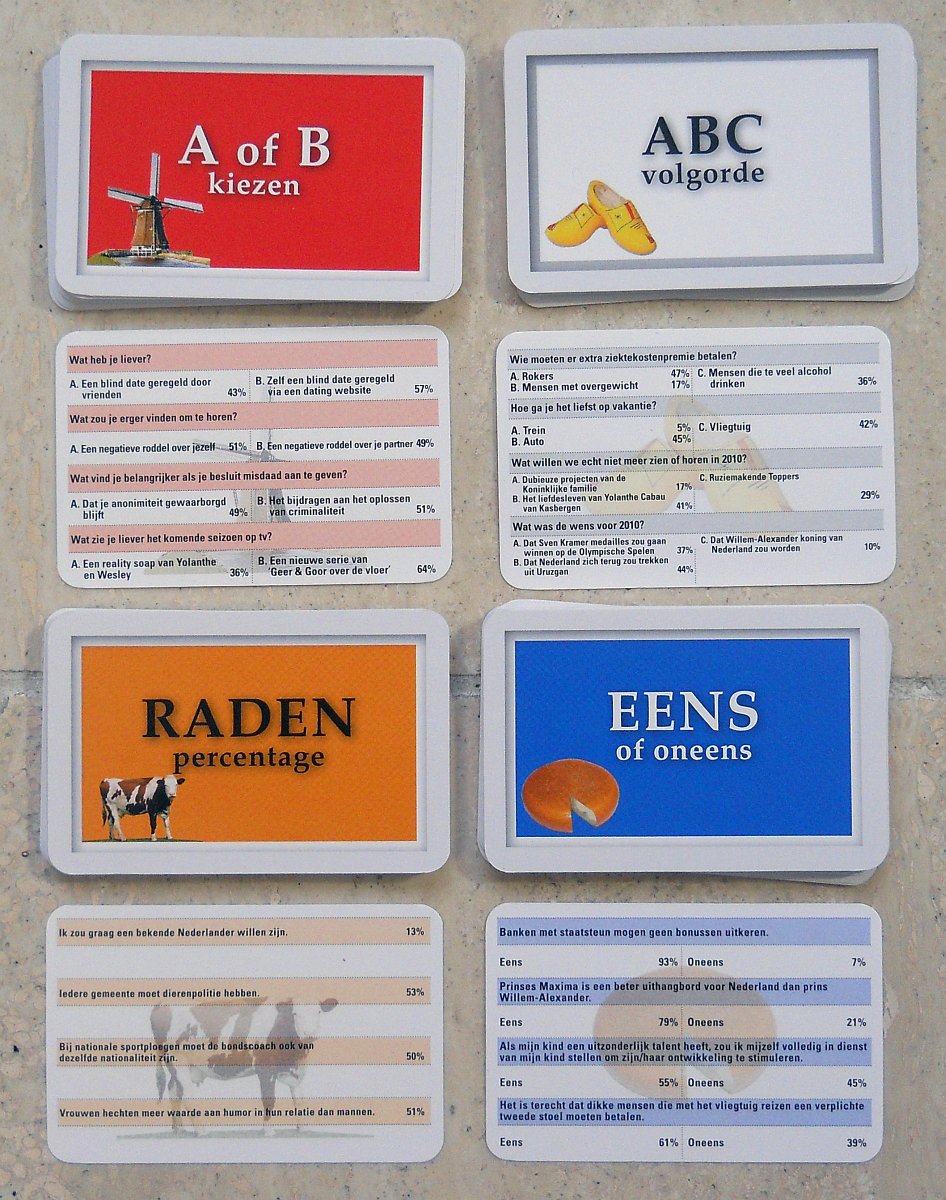 A of B
kiezen
ABC
volgorde
Wat heb je liever?
A. Een blind date geregeld door
vrienden 43%
B. Zelf een blind date geregeld
via een dating website 57%
Wat zou je erger vinden om te horen?
A. Een negatieve roddel over jezelf 51%
B. Een negatieve roddel over je partner 49%
Wat vind je belangrijker als je besluit misdaad aan te geven?
A. Dat je anonimiteit gewaarborgd
blijft 49%
B. Het bijdragen aan het oplossen
van criminaliteit 51%
Wat zie je liever het komende seizoen op tv?
A. Een reality soap van Yolanthe
en Wesley 36%
B. Een nieuwe serie van
'Geer & Goor over de vloer' 64%
Wie moeten er extra ziektekostenpremie betalen?
A. Rokers 47%
B. Mensen met overgewicht 17%
C. Mensen die te veel alcohol
drinken 36%
Hoe ga je het liefst op vakantie?
A. Trein 5%
B. Auto 45%
C. Vliegtuig 42%
Wat willen we echt niet meer zien of horen in 2010?
A. Dubieuze projecten van de
Koninklijke familie 17%
B. Het liefdesleven van Yolanthe Cabau
van Kasbergen 41%
C. Ruziemakende Toppers
29%
Wat was de wens voor 2010?
A. Dat Sven Kramer medailles zou gaan
winnen op de Olympische Spelen 37%
B. Dat Nederland zich terug zou trekken
uit Uruzgan 44%
C. Dat Willem-Alexander koning van
Nederland zou worden 10%
RADEN
percentage
EENS
of oneens
Ik zou graag een bekende Nederlander willen zijn. 13%
Iedere gemeente moet dierenpolitie hebben. 53%
Bij nationale sportploegen moet de bondscoach ook van
dezelfde nationaliteit zijn. 50%
Vrouwen hechten meer waarde aan humor in hun relatie dan mannen. 51%
Banken met staatsteun mogen geen bonussen uitkeren.
Eens 93% Oneens 7%
Prinses Maxima is een beter uithangbord voor Nederland dan prins
Willem-Alexander.
Eens 79% Oneens 21%
Als mijn kind een uitzonderlijk talent heeft, zou ik mijzelf volledig in dienst
van mijn kind stellen om zijn/haar ontwikkeling te stimuleren.
Eens 55% Oneens 45%
Het is terecht dat dikke mensen die met het vliegtuig reizen een verplichte
tweede stoel moeten betalen.
Eens 61% Oneens 39%